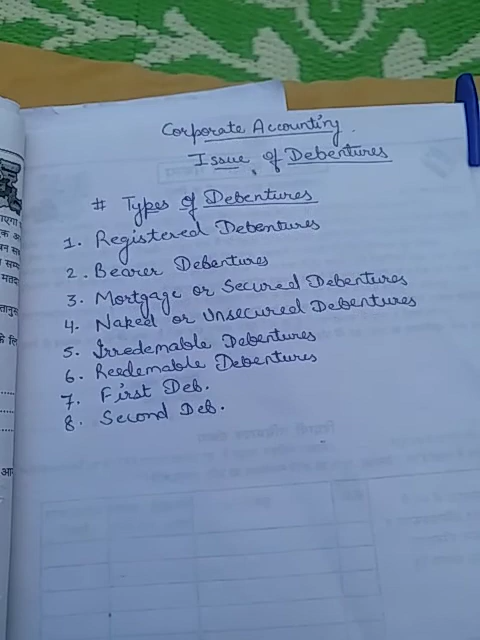 Corporate Accounting.
Issue of Debentures
# Types of Debentures
1. Registered Debentures
2. Bearer Debentures
3. Mortgage or Secured Debentures
4. Naked or Unsecured Debentures
5. Irredemable Debentures
6. Reedemable Debentures
7. First Deb.
8. Second Deb.